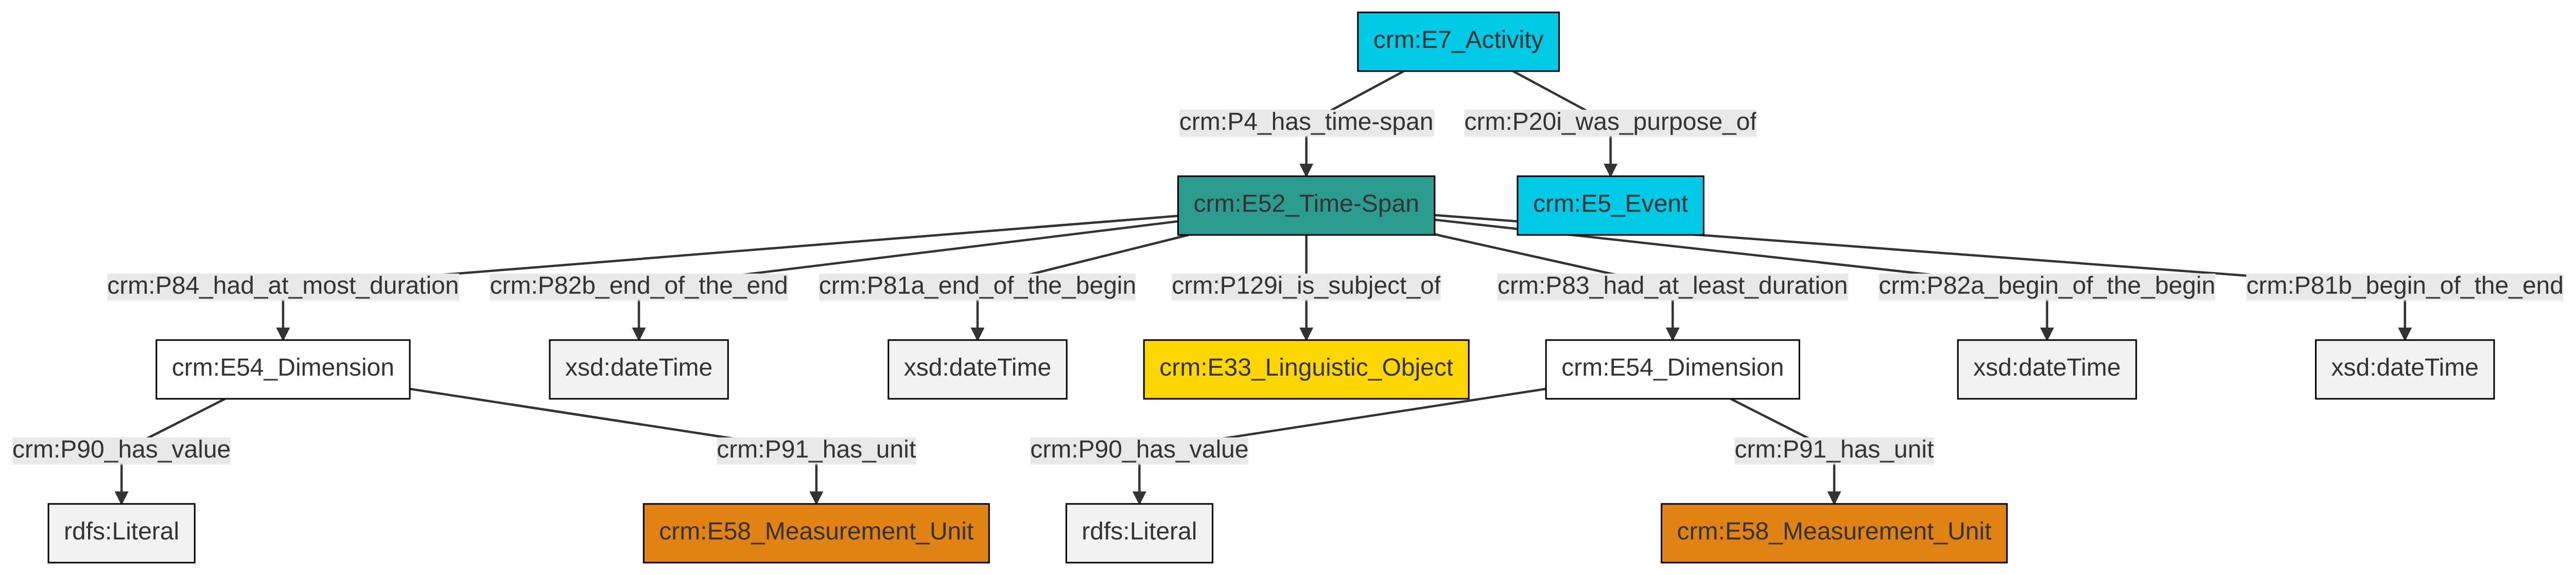 crm:E7_Activity
crm:P4_has_time-span
crm:P20i_was_purpose_of
crm:E52_Time-Span
crm:E5_Event
crm:P84_had_at_most_duration
crm:P82b_end_of_the_end
crm:P81a_end_of_the_begin
crm:P129i_is_subject_of
crm:P83_had_at_least_duration
crm:P82a_begin_of_the_begin
crm:P81b_begin_of_the_end
crm:E54_Dimension
xsd:dateTime
xsd:dateTime
crm:E33_Linguistic_Object
crm:E54_Dimension
xsd:dateTime
xsd:dateTime
crm:P90_has_value
crm:P91_has_unit
crm:P90_has_value
crm:P91_has_unit
rdfs:Literal
crm:E58_Measurement_Unit
rdfs:Literal
crm:E58_Measurement_Unit